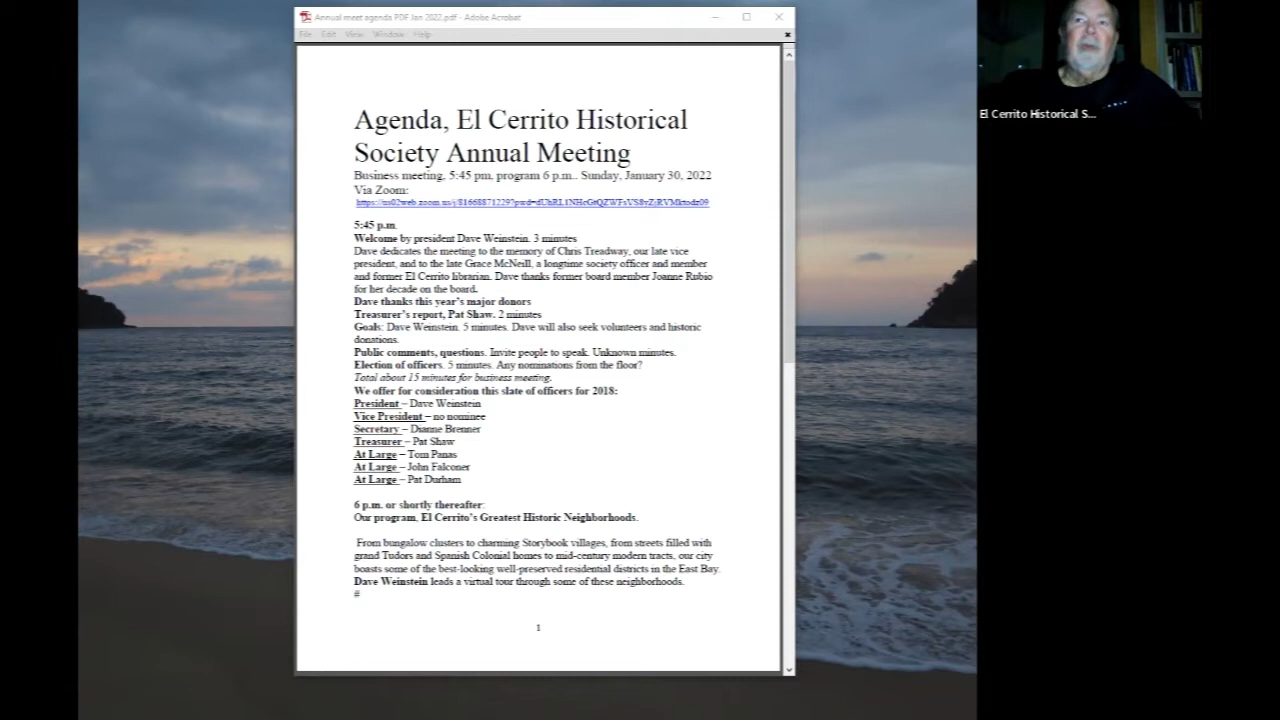 Annual meet agenda PDF Jan 2022.pdf - Adobe Acrobat
File Edit View Window Help
Agenda, El Cerrito Historical
Society Annual Meeting
Business meeting, 5:45 pm, program 6 p.m.. Sunday, January 30, 2022
Via Zoom:
5:45 p.m.
Welcome by president Dave Weinstein. 3 minutes
Dave dedicates the meeting to the memory of Chris Treadway, our late vice
president, and to the late Grace McNeill, a longtime society officer and member
and former El Cerrito librarian. Dave thanks former board member Joanne Rubio
for her decade on the board.
Dave thanks this year's major donors
Treasurer's report, Pat Shaw. 2 minutes
Goals: Dave Weinstein. 5 minutes. Dave will also seek volunteers and historic
donations.
Public comments, questions. Invite people to speak. Unknown minutes.
Election of officers. 5 minutes. Any nominations from the floor?
Total about 15 minutes for business meeting.
We offer for consideration this slate of officers for 2018:
President – Dave Weinstein
Vice President – no nominee
Secretary – Dianne Brenner
Treasurer – Pat Shaw
At Large – Tom Panas
At Large – John Falconer
At Large – Pat Durham
6 p.m. or shortly thereafter:
Our program, El Cerrito's Greatest Historic Neighborhoods.
From bungalow clusters to charming Storybook villages, from streets filled with
grand Tudors and Spanish Colonial homes to mid-century modern tracts, our city
boasts some of the best-looking well-preserved residential districts in the East Bay.
Dave Weinstein leads a virtual tour through some of these neighborhoods.
#
1
El Cerrito Historical S...